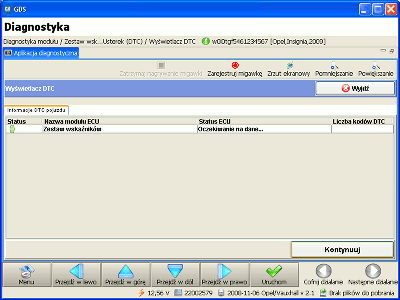 GDS
Diagnostyka
Diagnostyka modułu / Zestaw wsk...Usterek (DTC) / Wyświetlacz DTC w0lDtgf5461234567 [Opel,Insignia,2009]
Aplikacja diagnostyczna
Zatrzymaj nagrywanie migawki Zarejestruj migawkę Zrzut ekranowy Pomniejszanie Powiększanie
Wyświetlacz DTC Wyjdź
Informacje DTC pojazdu
Status Nazwa modułu ECU Status ECU Liczba kodów DTC
Zestaw wskaźników Oczekiwanie na dane...
Kontynuuj
Menu Przejdź w lewo Przejdź w górę Przejdź w dół Przejdź w prawo Uruchom Cofnij działanie Następne działanie
12,56 V 22002579 2008-11-06 Opel/Vauxhall v 2.1 Brak plików do pobrania